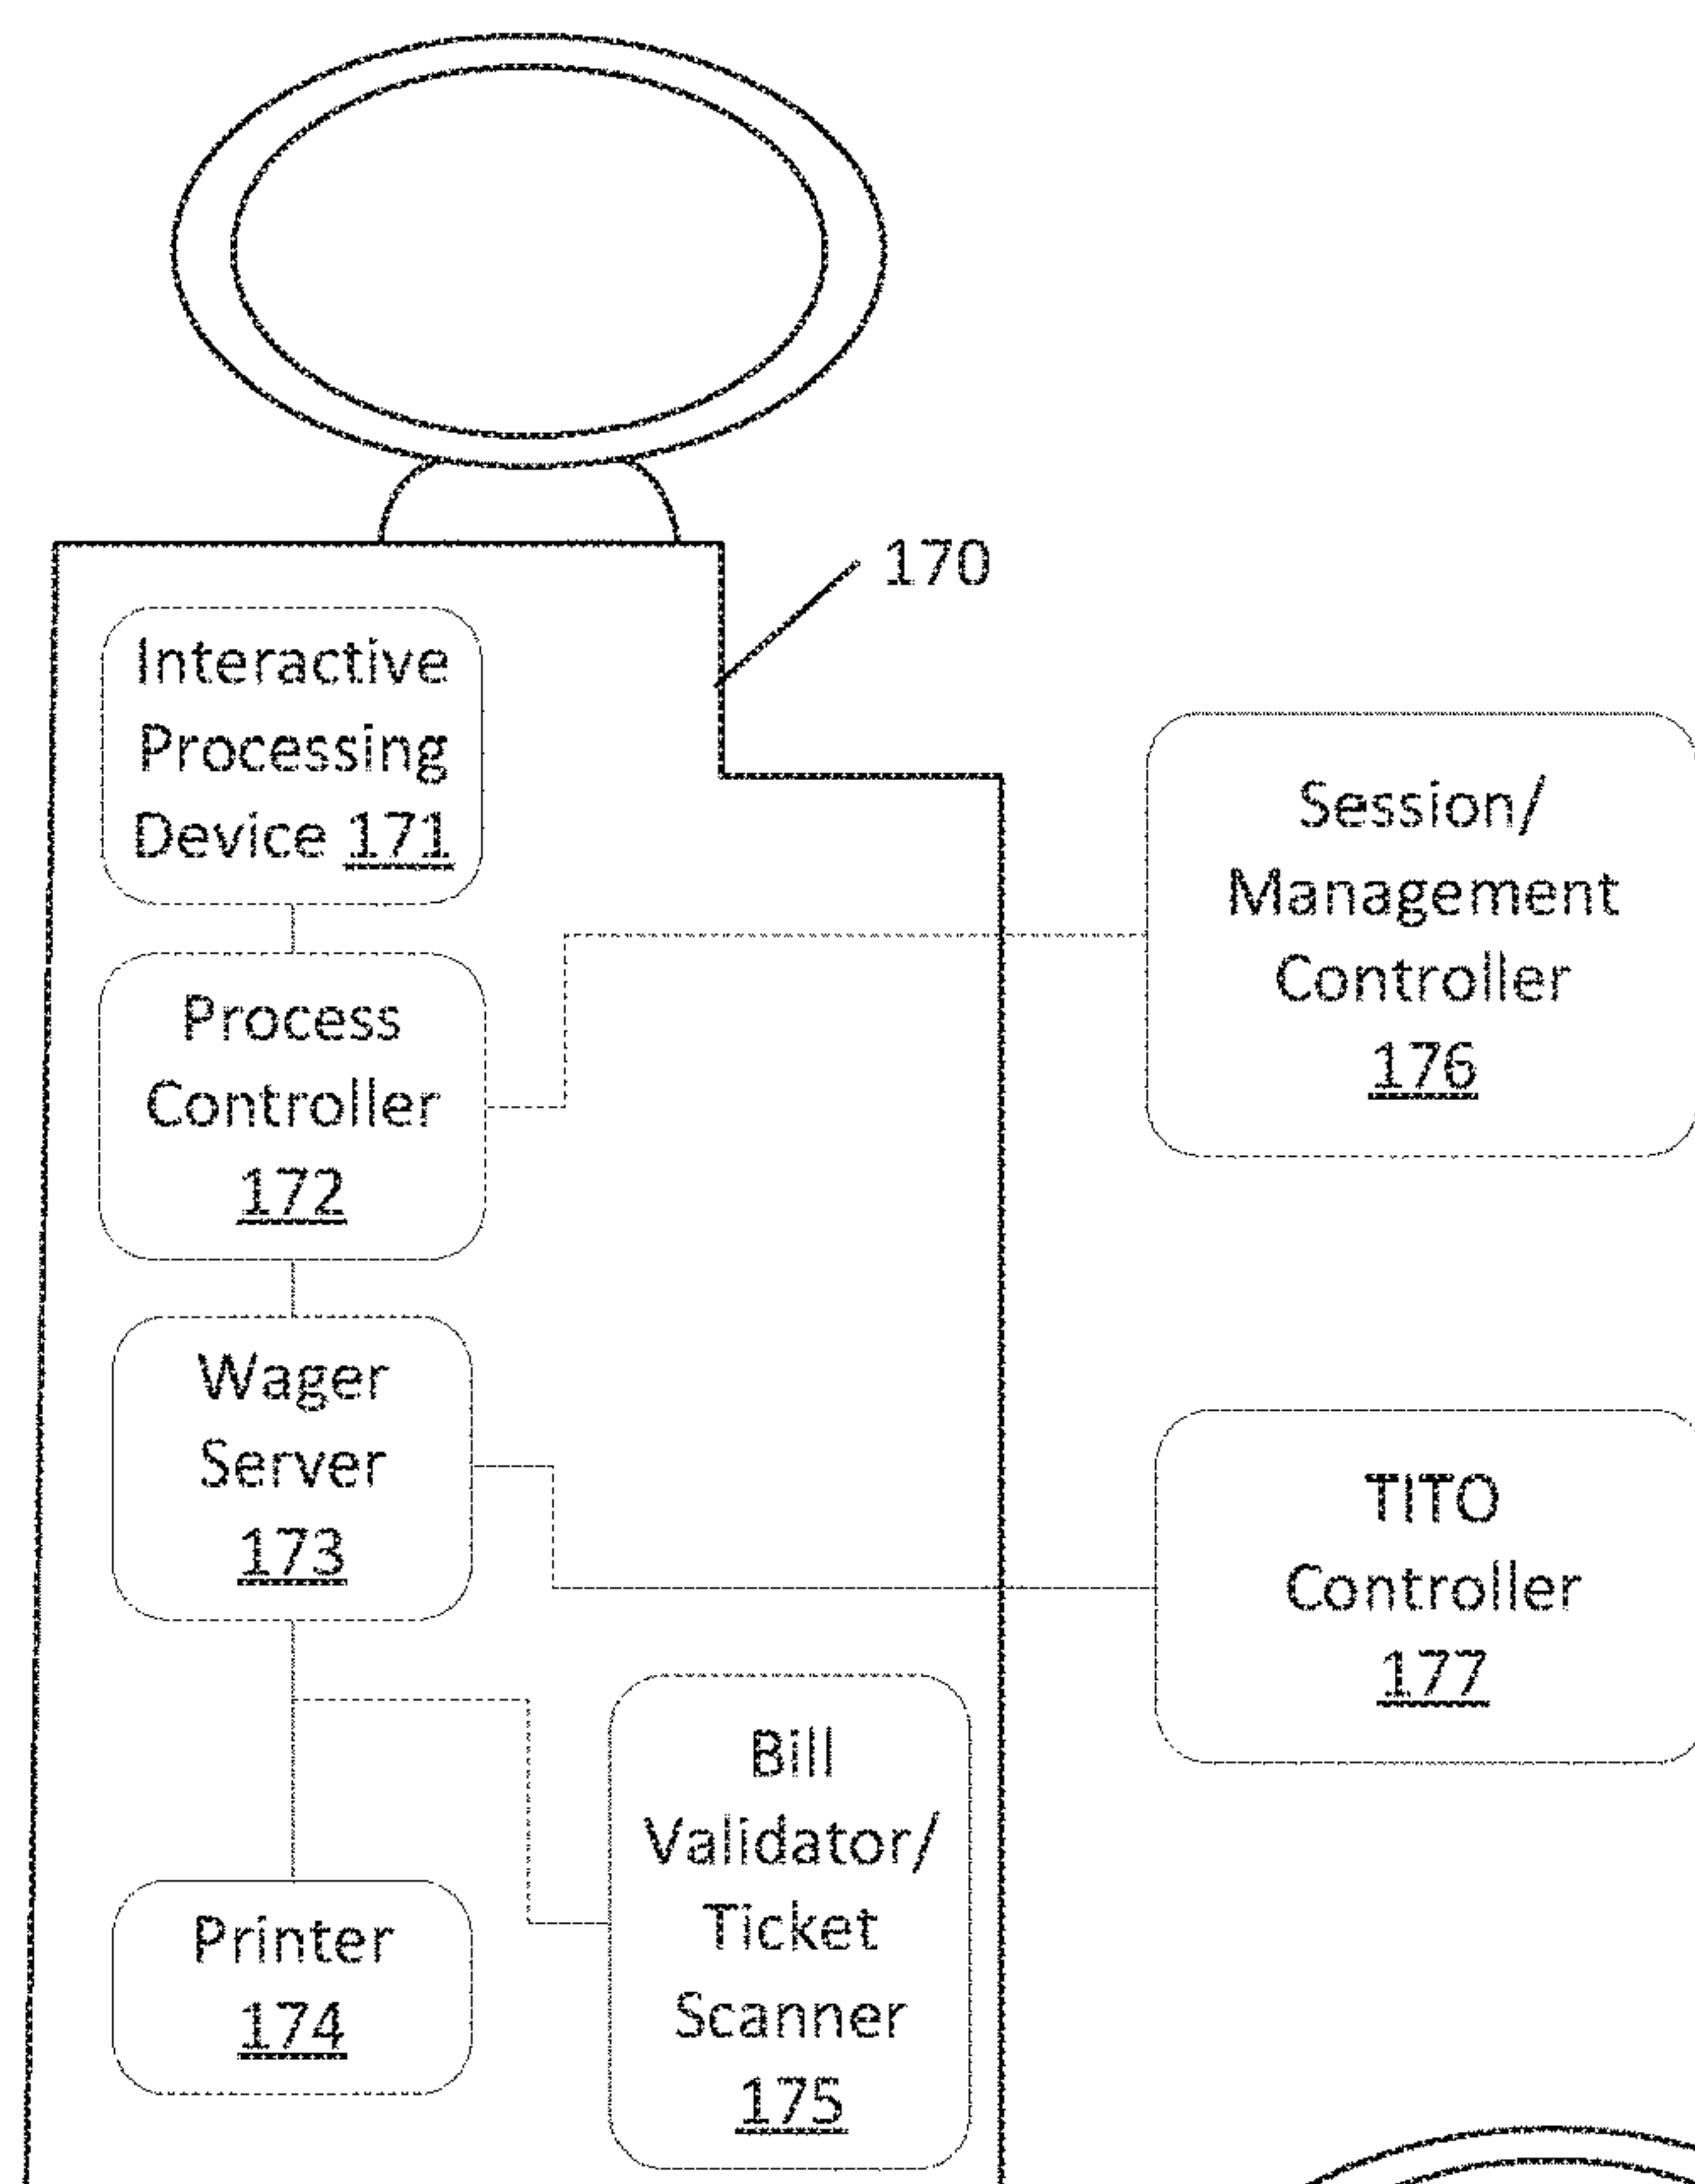 170
Interactive
Processing
Device 171
Process
Controller
172
Wager
Server
173
Printer
174
Bill
Validator/
Ticket
Scanner
175
Session/
Management
Controller
176
TITO
Controller
177